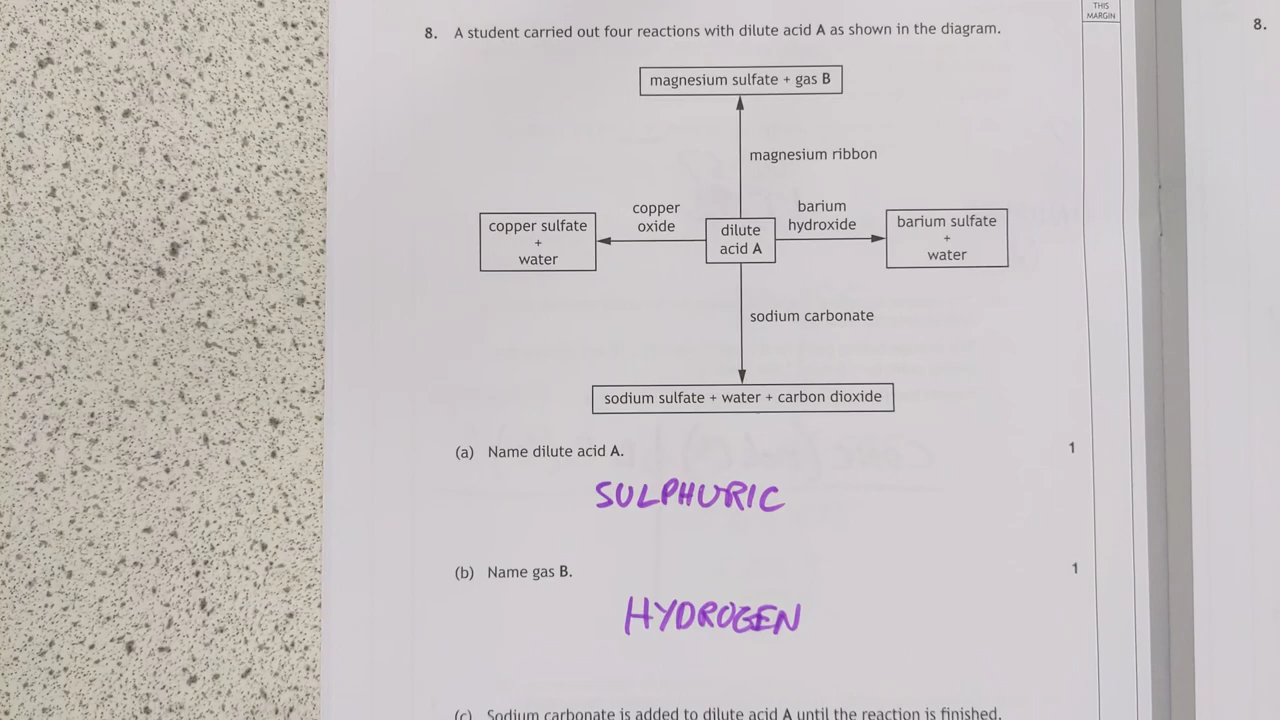 THIS
MARGIN
8.
8. A student carried out four reactions with dilute acid A as shown in the diagram.
magnesium sulfate + gas B
magnesium ribbon
copper
oxide
barium
hydroxide
copper sulfate
+
water
dilute
acid A
barium sulfate
+
water
sodium carbonate
sodium sulfate + water + carbon dioxide
(a) Name dilute acid A. 1
SULPHURIC
(b) Name gas B. 1
HYDROGEN
(c) Sodium carbonate is added to dilute acid A until the reaction is finished.